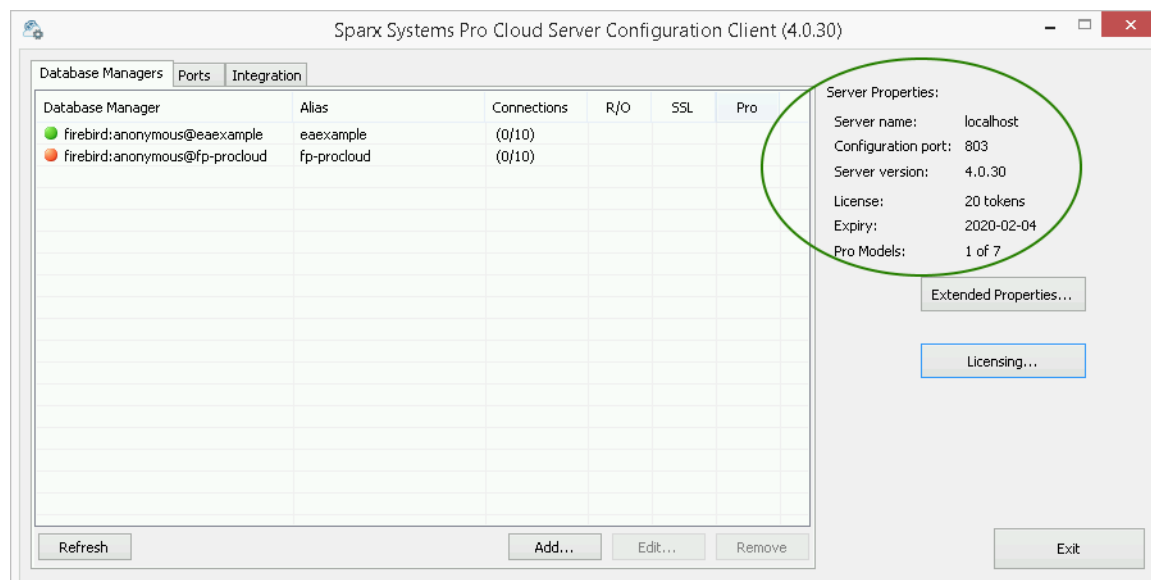 Sparx Systems Pro Cloud Server Configuration Client (4.0.30)
Database Managers Ports Integration
Database Manager Alias Connections R/O SSL Pro
firebird:anonymous@eaexample eaexample (0/10)
firebird:anonymous@fp-procloud fp-procloud (0/10)
Refresh Add... Edit... Remove
Server Properties:
Server name: localhost
Configuration port: 803
Server version: 4.0.30
License: 20 tokens
Expiry: 2020-02-04
Pro Models: 1 of 7
Extended Properties...
Licensing...
Exit